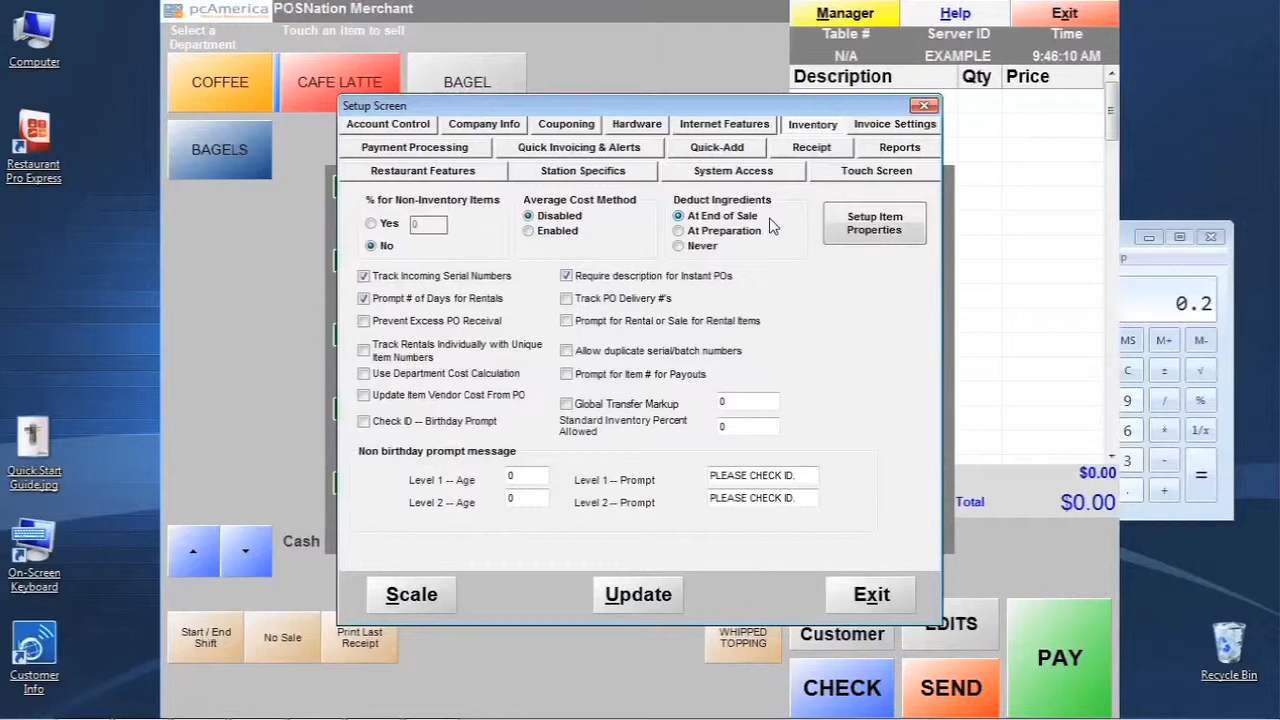 Computer
Restaurant
Pro Express
Quick Start
Guide.jpg
On-Screen
Keyboard
Customer
Info
pcAmerica
POSNation Merchant
Select a
Department
Touch an Item to sell
COFFEE
CAFE LATTE
BAGEL
BAGELS
Manager
Help
Exit
Table #
Server ID
Time
N/A
EXAMPLE
9:46:10 AM
Description
Qty
Price
Setup Screen
Account Control
Company Info
Couponing
Hardware
Internet Features
Inventory
Invoice Settings
Payment Processing
Quick Invoicing & Alerts
Quick-Add
Receipt
Reports
Restaurant Features
Station Specifics
System Access
Touch Screen
% for Non-Inventory Items
Yes
0
No
Average Cost Method
Disabled
Enabled
Deduct Ingredients
At End of Sale
At Preparation
Never
Setup Item
Properties
Track Incoming Serial Numbers
Prompt # of Days for Rentals
Prevent Excess PO Receival
Track Rentals Individually with Unique
Item Numbers
Use Department Cost Calculation
Update Item Vendor Cost From PO
Check ID -- Birthday Prompt
Require description for Instant POs
Track PO Delivery #'s
Prompt for Rental or Sale for Rental Items
Allow duplicate serial/batch numbers
Prompt for Item # for Payouts
Global Transfer Markup
0
Standard Inventory Percent
Allowed
0
Non birthday prompt message
Level 1 -- Age
0
Level 1 -- Prompt
PLEASE CHECK ID.
Level 2 -- Age
0
Level 2 -- Prompt
PLEASE CHECK ID.
Scale
Update
Exit
Cash
$0.00
Total
$0.00
Start / End
Shift
No Sale
Print Last
Receipt
WHIPPED
TOPPING
Customer
EDITS
CHECK
SEND
PAY
0.2
MS
M+
M-
C
±
√
9
/
%
6
*
1/x
3
-
=
.
+
Recycle Bin